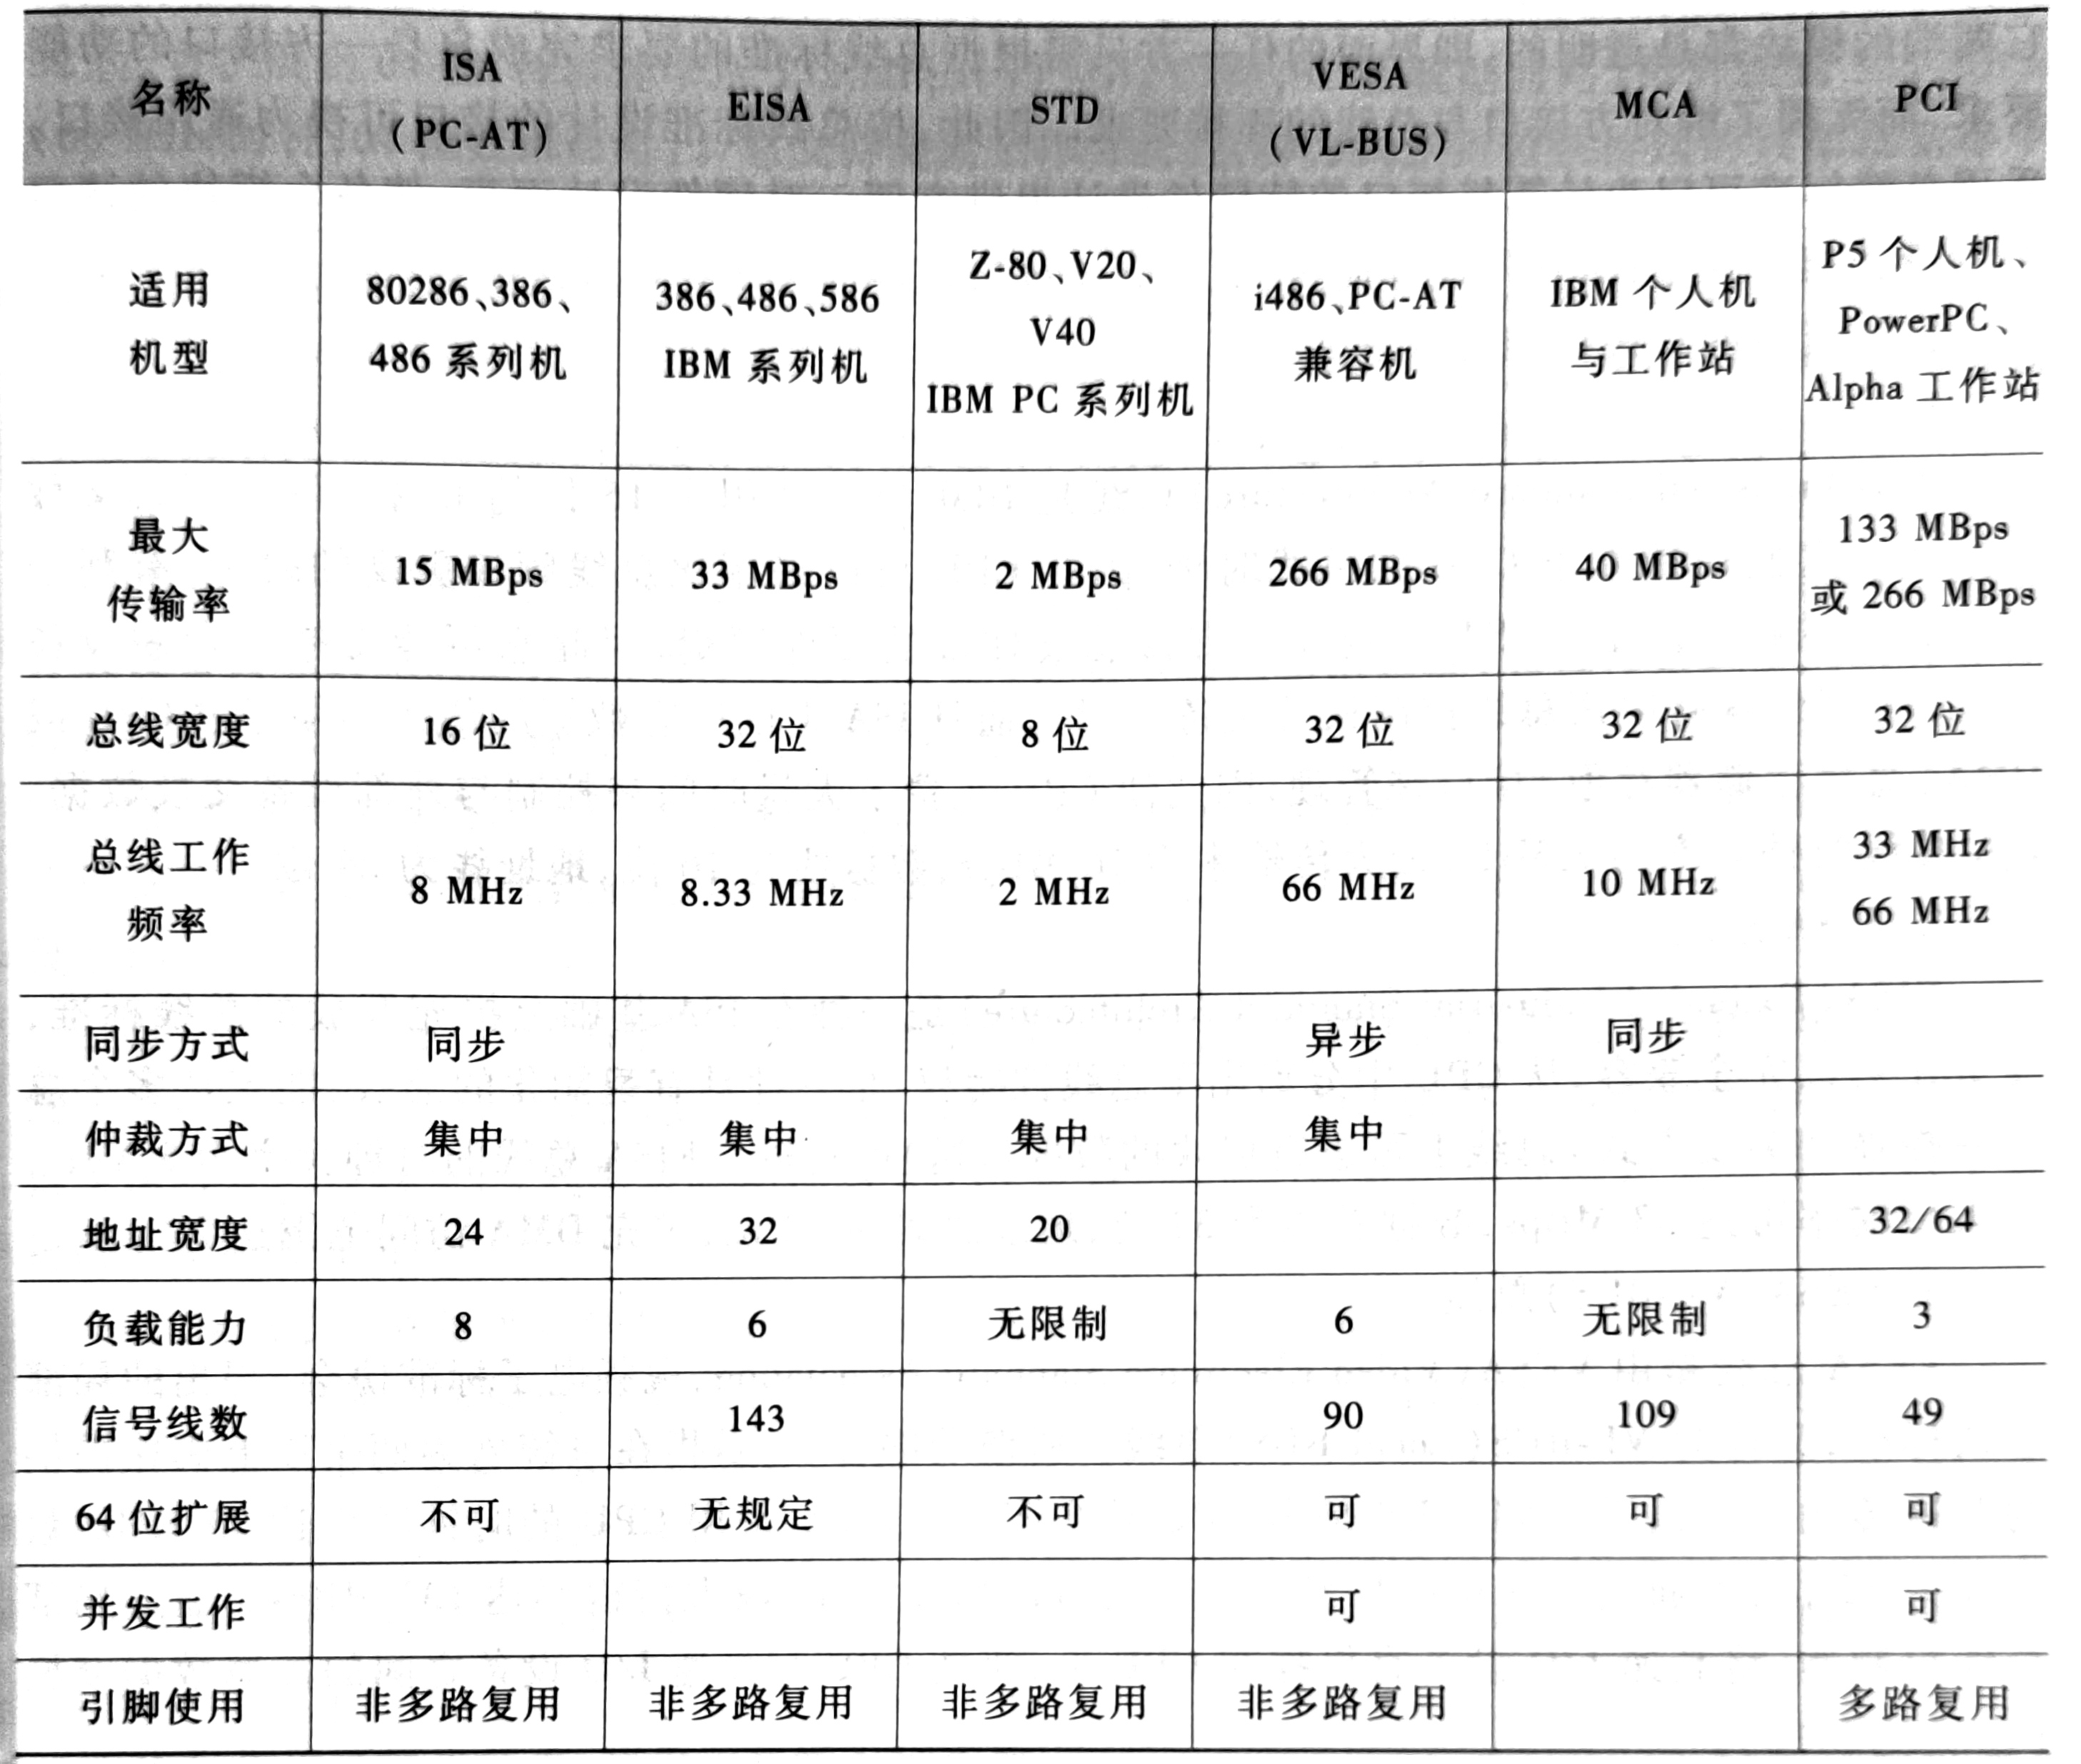 名称 ISA (PC-AT) EISA STD VESA (VL-BUS) MCA PCI
适用机型 80286、386、486 系列机 386、486、586 IBM 系列机 Z-80、V20、V40 IBM PC 系列机 i486、PC-AT 兼容机 IBM 个人机与工作站 P5 个人机、PowerPC、Alpha 工作站
最大传输率 15 MBps 33 MBps 2 MBps 266 MBps 40 MBps 133 MBps 或 266 MBps
总线宽度 16 位 32 位 8 位 32 位 32 位 32 位
总线工作频率 8 MHz 8.33 MHz 2 MHz 66 MHz 10 MHz 33 MHz 66 MHz
同步方式 同步 异步 同步
仲裁方式 集中 集中 集中 集中
地址宽度 24 32 20 32/64
负载能力 8 6 无限制 6 无限制 3
信号线数 143 90 109 49
64 位扩展 不可 无规定 不可 可 可 可
并发工作 可 可
引脚使用 非多路复用 非多路复用 非多路复用 非多路复用 多路复用